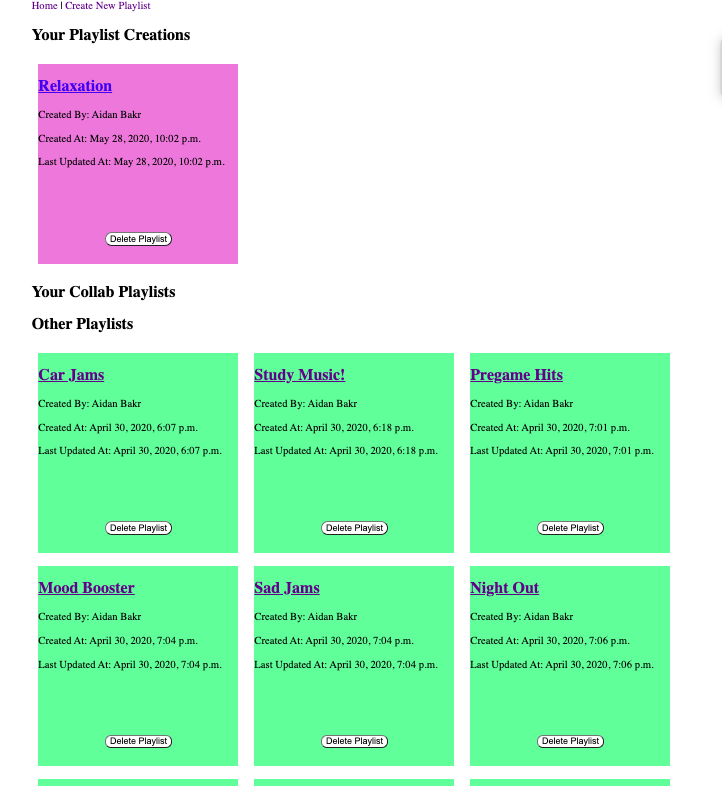 Home | Create New Playlist
Your Playlist Creations
Relaxation
Created By: Aidan Bakr
Created At: May 28, 2020, 10:02 p.m.
Last Updated At: May 28, 2020, 10:02 p.m.
Delete Playlist
Your Collab Playlists
Other Playlists
Car Jams
Created By: Aidan Bakr
Created At: April 30, 2020, 6:07 p.m.
Last Updated At: April 30, 2020, 6:07 p.m.
Delete Playlist
Study Music!
Created By: Aidan Bakr
Created At: April 30, 2020, 6:18 p.m.
Last Updated At: April 30, 2020, 6:18 p.m.
Delete Playlist
Pregame Hits
Created By: Aidan Bakr
Created At: April 30, 2020, 7:01 p.m.
Last Updated At: April 30, 2020, 7:01 p.m.
Delete Playlist
Mood Booster
Created By: Aidan Bakr
Created At: April 30, 2020, 7:04 p.m.
Last Updated At: April 30, 2020, 7:04 p.m.
Delete Playlist
Sad Jams
Created By: Aidan Bakr
Created At: April 30, 2020, 7:04 p.m.
Last Updated At: April 30, 2020, 7:04 p.m.
Delete Playlist
Night Out
Created By: Aidan Bakr
Created At: April 30, 2020, 7:06 p.m.
Last Updated At: April 30, 2020, 7:06 p.m.
Delete Playlist